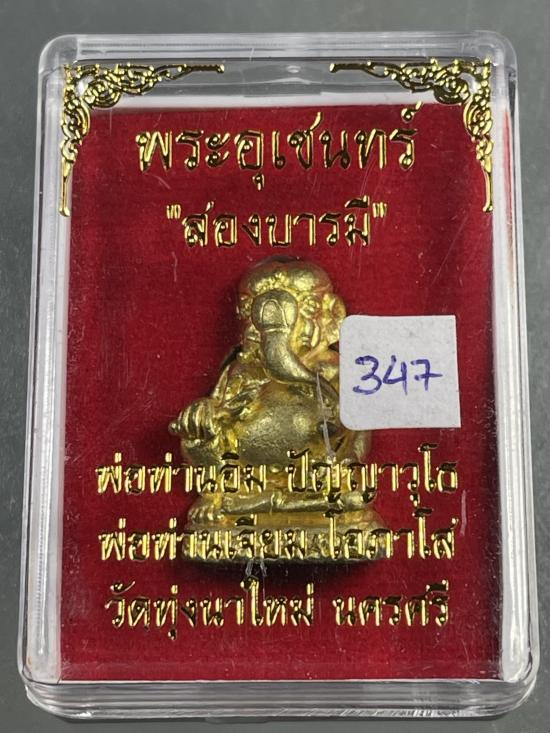 พระอุเชนทร์
"สองบารมี"
347
พ่อท่านอิ่ม ปัญญาวุโธ
พ่อท่านเจียม โอภาโส
วัดทุ่งนาใหม่ นครศรี